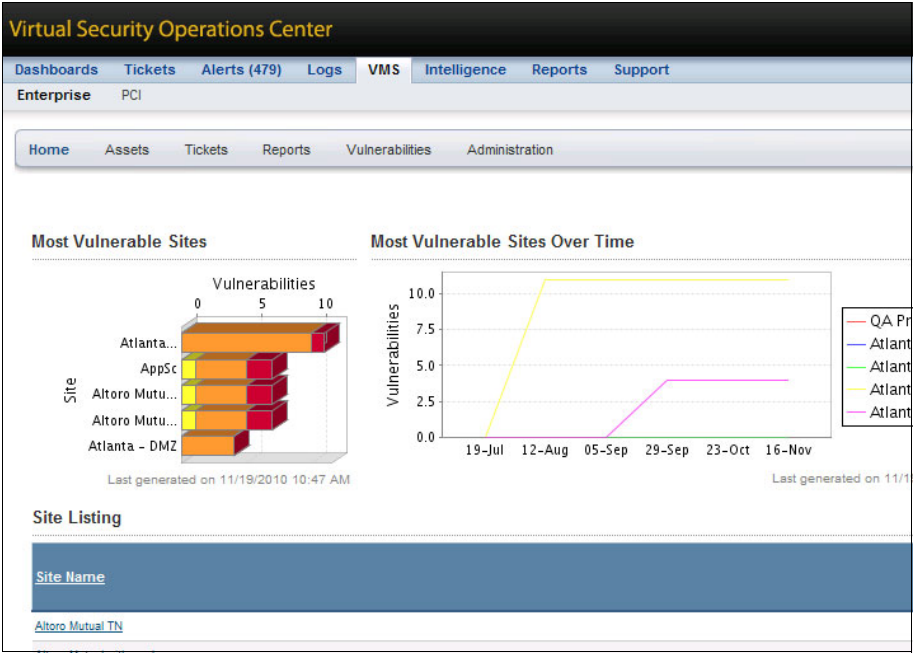 Virtual Security Operations Center
Dashboards Tickets Alerts (479) Logs VMS Intelligence Reports Support
Enterprise PCI
Home Assets Tickets Reports Vulnerabilities Administration
Most Vulnerable Sites
Vulnerabilities
0 5 10
Site
Atlanta...
AppSc
Altoro Mutu...
Altoro Mutu...
Atlanta - DMZ
Last generated on 11/19/2010 10:47 AM
Most Vulnerable Sites Over Time
Vulnerabilities
10.0
7.5
5.0
2.5
0.0
19-Jul 12-Aug 05-Sep 29-Sep 23-Oct 16-Nov
QA Pr
Atlant
Atlant
Atlant
Atlant
Last generated on 11/1
Site Listing
Site Name
Altoro Mutual TN